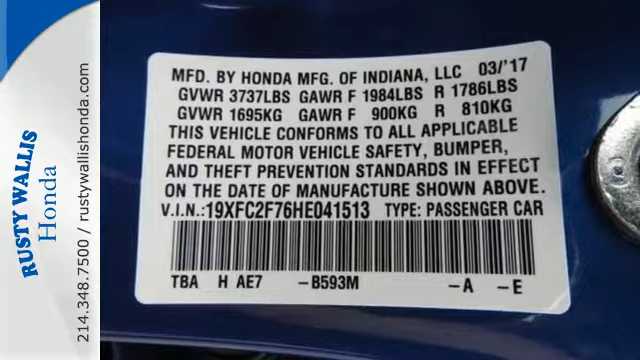 MFD. BY HONDA MFG. OF INDIANA, LLC 03/'17
GVWR 3737LBS GAWR F 1984LBS R 1786LBS
GVWR 1695KG GAWR F 900KG R 810KG
THIS VEHICLE CONFORMS TO ALL APPLICABLE
FEDERAL MOTOR VEHICLE SAFETY, BUMPER,
AND THEFT PREVENTION STANDARDS IN EFFECT
ON THE DATE OF MANUFACTURE SHOWN ABOVE.
V.I.N.:19XFC2F76HE041513 TYPE: PASSENGER CAR
TBA H AE7 -B593M -A -E
RUSTY WALLIS
Honda
214.348.7500 / rustywallishonda.com